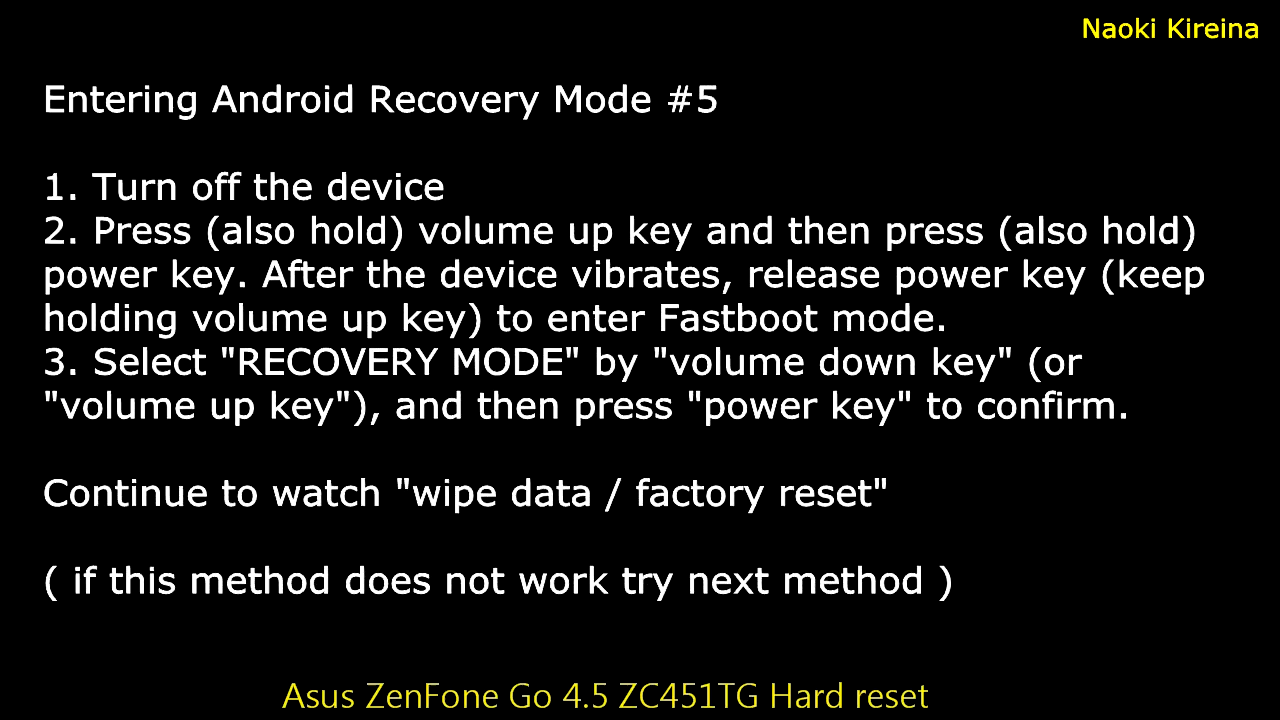 Naoki Kireina
Entering Android Recovery Mode #5
1. Turn off the device
2. Press (also hold) volume up key and then press (also hold)
power key. After the device vibrates, release power key (keep
holding volume up key) to enter Fastboot mode.
3. Select "RECOVERY MODE" by "volume down key" (or
"volume up key"), and then press "power key" to confirm.
Continue to watch "wipe data / factory reset"
( if this method does not work try next method )
Asus ZenFone Go 4.5 ZC451TG Hard reset